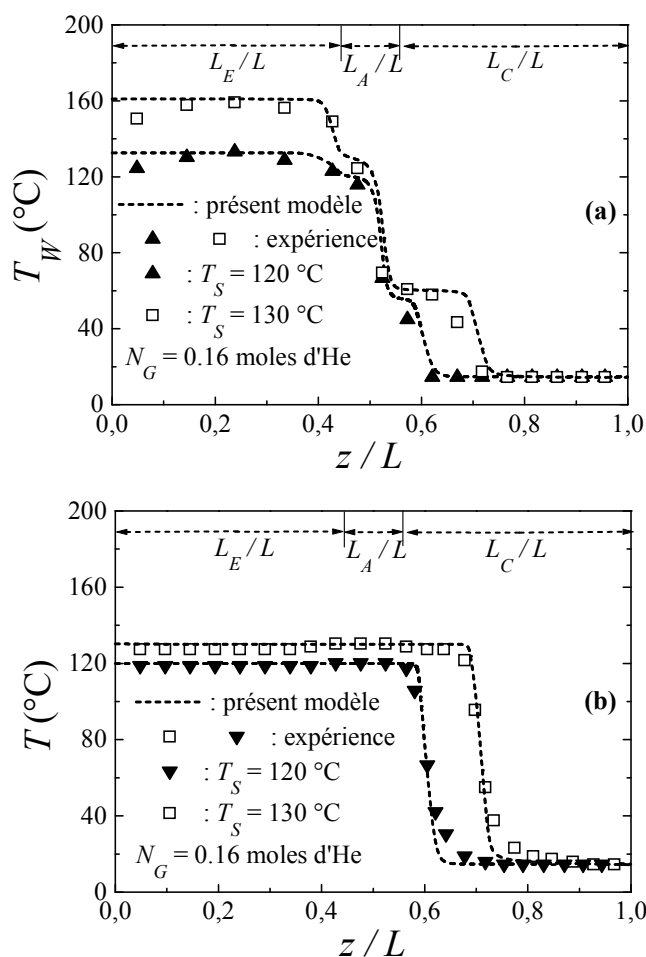 L_E/L L_A/L L_C/L
200
160
120
80
40
0
T_W (°C)
(a)
: présent modèle
: expérience
: T_S = 120 °C
: T_S = 130 °C
N_G = 0.16 moles d'He
0,0 0,2 0,4 0,6 0,8 1,0
z / L
L_E/L L_A/L L_C/L
200
160
120
80
40
0
T (°C)
(b)
: présent modèle
: expérience
: T_S = 120 °C
: T_S = 130 °C
N_G = 0.16 moles d'He
0,0 0,2 0,4 0,6 0,8 1,0
z / L